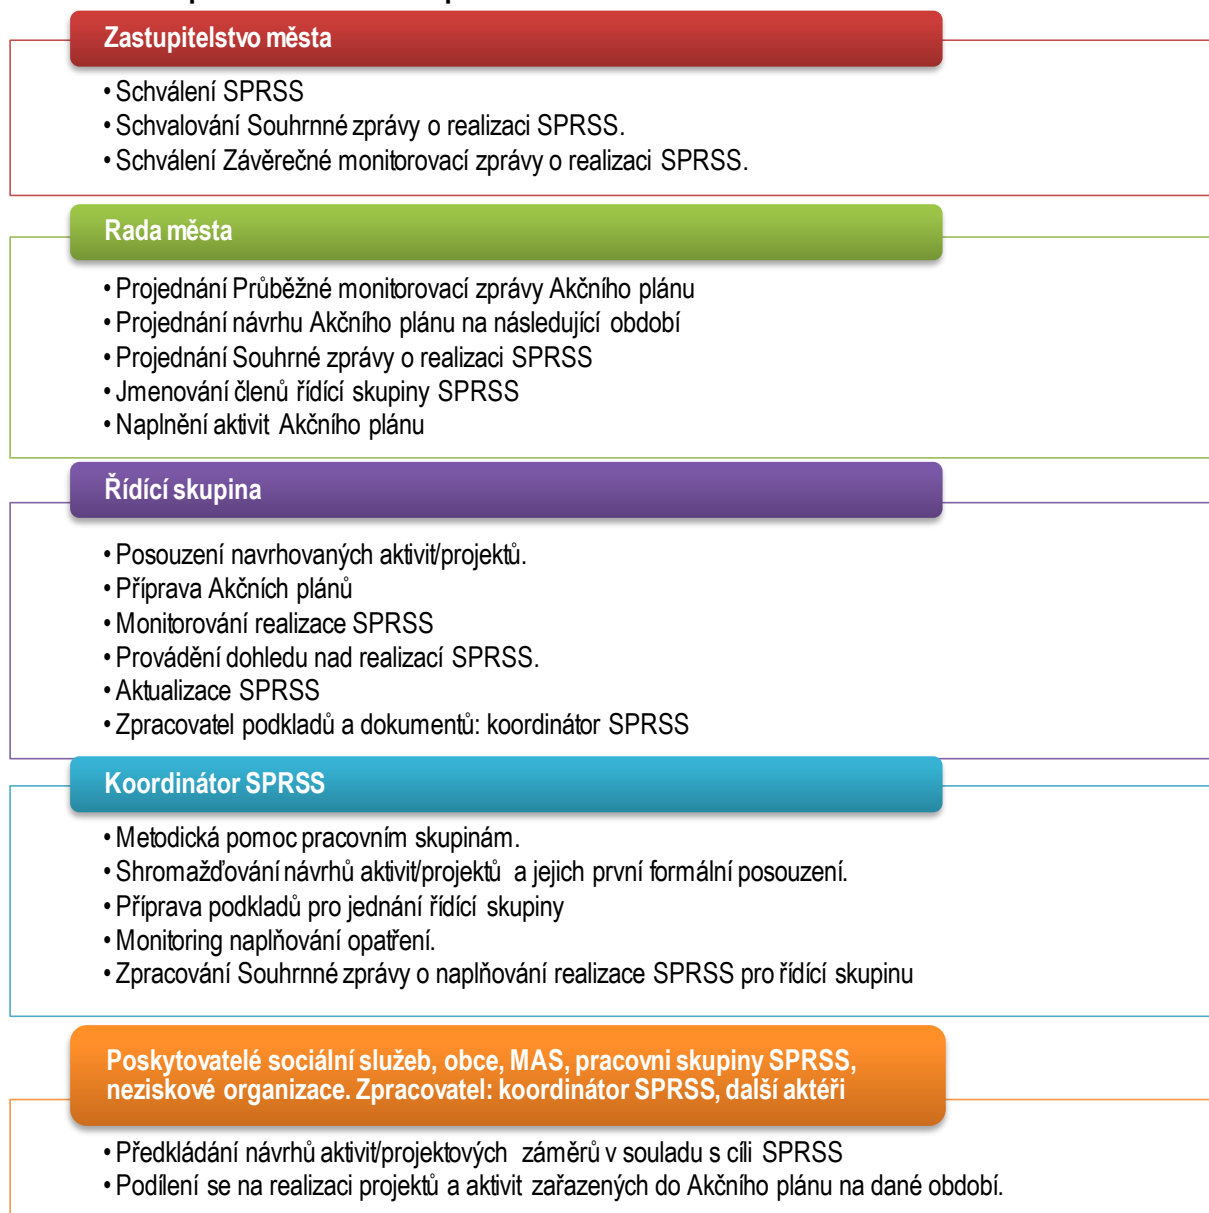 Zastupitelstvo města
• Schválení SPRSS
• Schvalování Souhrnné zprávy o realizaci SPRSS.
• Schválení Závěrečné monitorovací zprávy o realizaci SPRSS.
Rada města
• Projednání Průběžné monitorovací zprávy Akčního plánu
• Projednání návrhu Akčního plánu na následující období
• Projednání Souhrné zprávy o realizaci SPRSS
• Jmenování členů řídící skupiny SPRSS
• Naplnění aktivit Akčního plánu
Řídící skupina
• Posouzení navrhovaných aktivit/projektů.
• Příprava Akčních plánů
• Monitorování realizace SPRSS
• Provádění dohledu nad realizací SPRSS.
• Aktualizace SPRSS
• Zpracovatel podkladů a dokumentů: koordinátor SPRSS
Koordinátor SPRSS
• Metodická pomoc pracovním skupinám.
• Shromažďování návrhů aktivit/projektů a jejich první formální posouzení.
• Příprava podkladů pro jednání řídící skupiny
• Monitoring naplňování opatření.
• Zpracování Souhrnné zprávy o naplňování realizace SPRSS pro řídící skupinu
Poskytovatelé sociální služeb, obce, MAS, pracovni skupiny SPRSS,
neziskové organizace. Zpracovatel: koordinátor SPRSS, další aktéři
• Předkládání návrhů aktivit/projektových záměrů v souladu s cíli SPRSS
• Podílení se na realizaci projektů a aktivit zařazených do Akčního plánu na dané období.